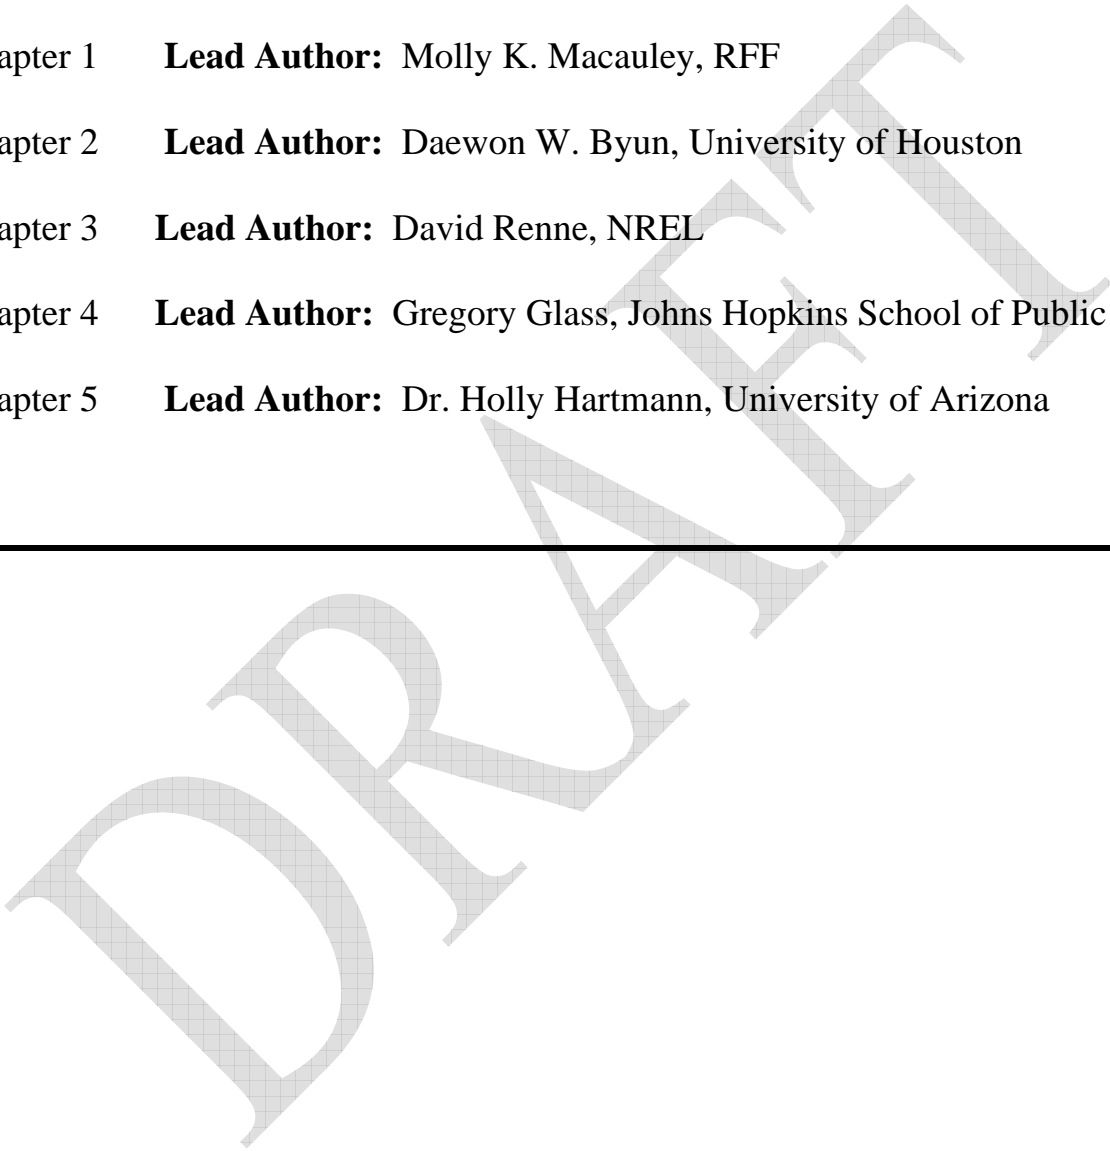 apter 1 Lead Author: Molly K. Macauley, RFF
apter 2 Lead Author: Daewon W. Byun, University of Houston
apter 3 Lead Author: David Renne, NREL
apter 4 Lead Author: Gregory Glass, Johns Hopkins School of Public
apter 5 Lead Author: Dr. Holly Hartmann, University of Arizona
DRAFT